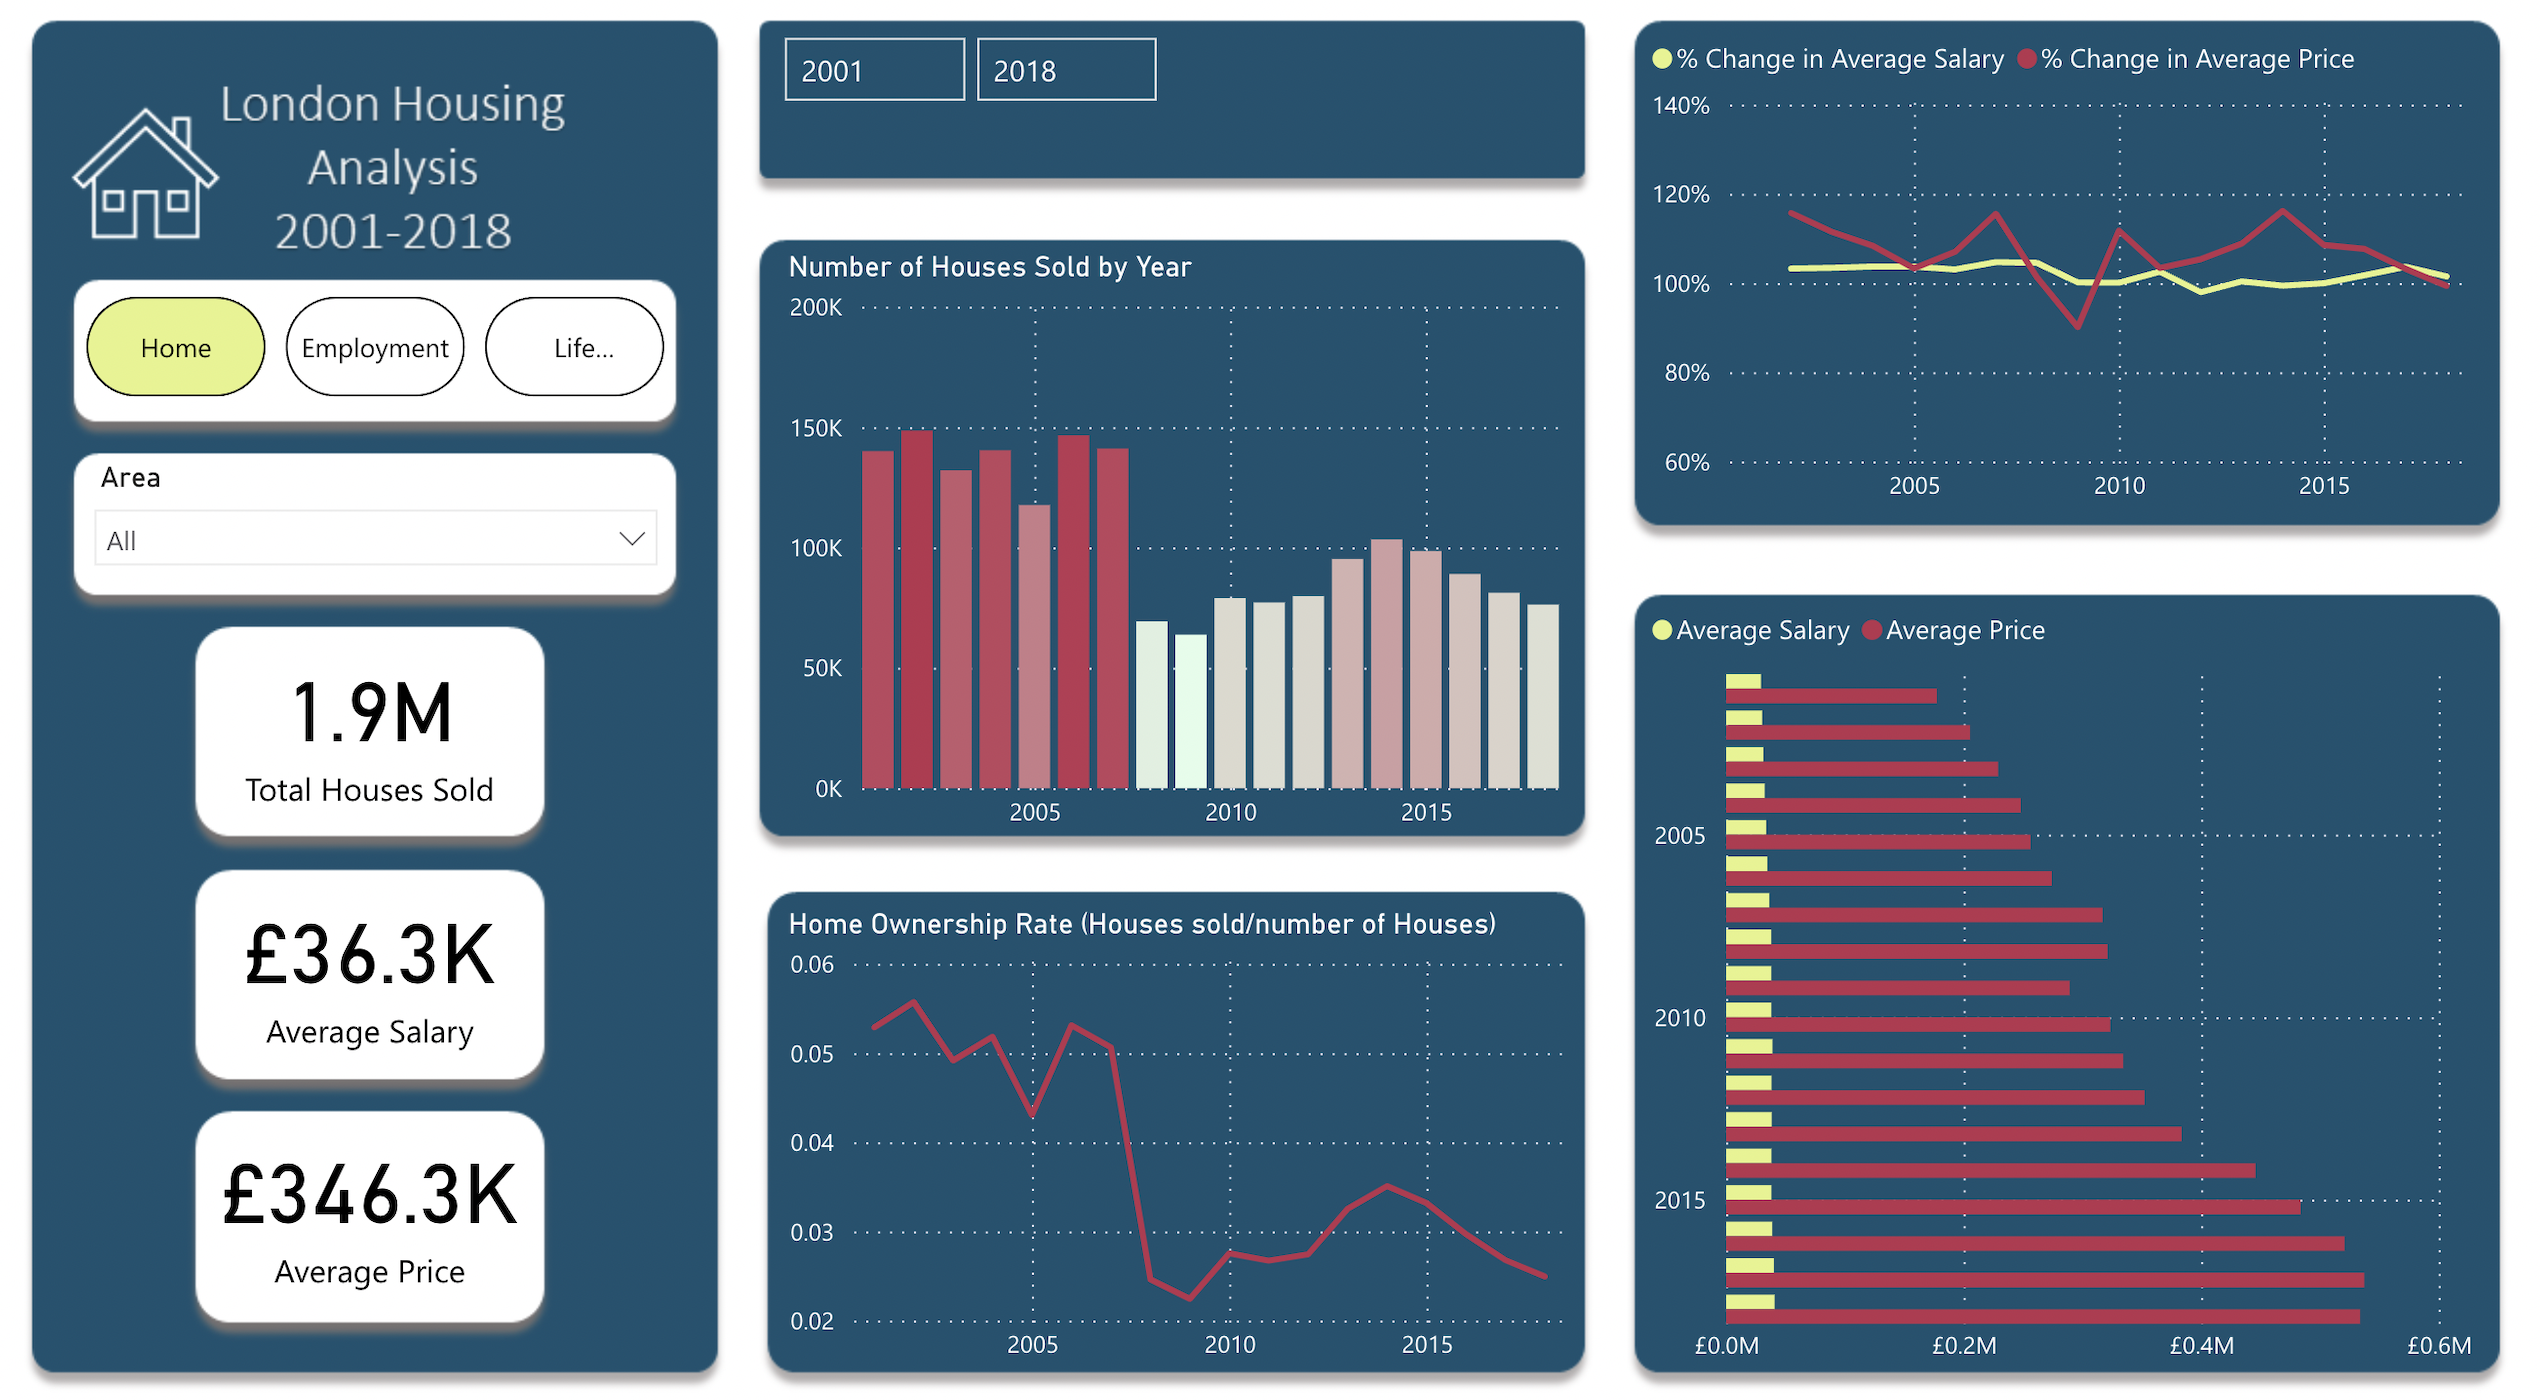 London Housing
Analysis
2001-2018
Home
Employment
Life...
Area
All
1.9M
Total Houses Sold
£36.3K
Average Salary
£346.3K
Average Price
2001
2018
Number of Houses Sold by Year
200K
150K
100K
50K
0K
2005
2010
2015
Home Ownership Rate (Houses sold/number of Houses)
0.06
0.05
0.04
0.03
0.02
2005
2010
2015
% Change in Average Salary
% Change in Average Price
140%
120%
100%
80%
60%
2005
2010
2015
Average Salary
Average Price
2005
2010
2015
£0.0M
£0.2M
£0.4M
£0.6M